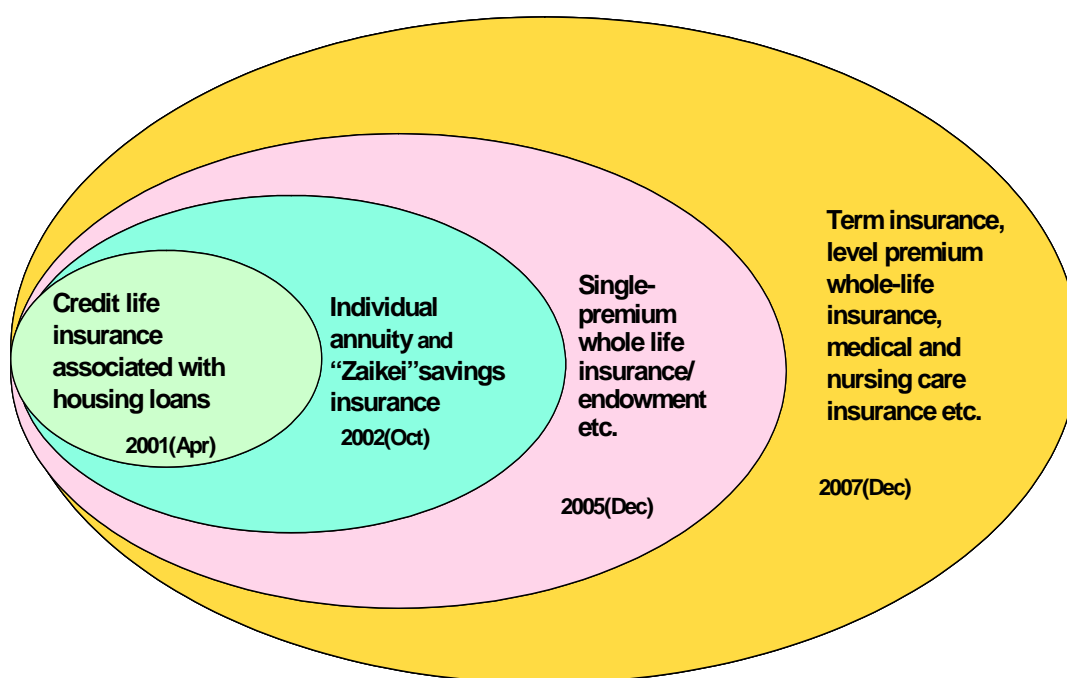 Credit life
insurance
associated with
housing loans
2001(Apr)
Individual
annuity and
“Zaikei”savings
insurance
2002(Oct)
Single-
premium
whole life
insurance/
endowment
etc.
2005(Dec)
Term insurance,
level premium
whole-life
insurance,
medical and
nursing care
insurance etc.
2007(Dec)